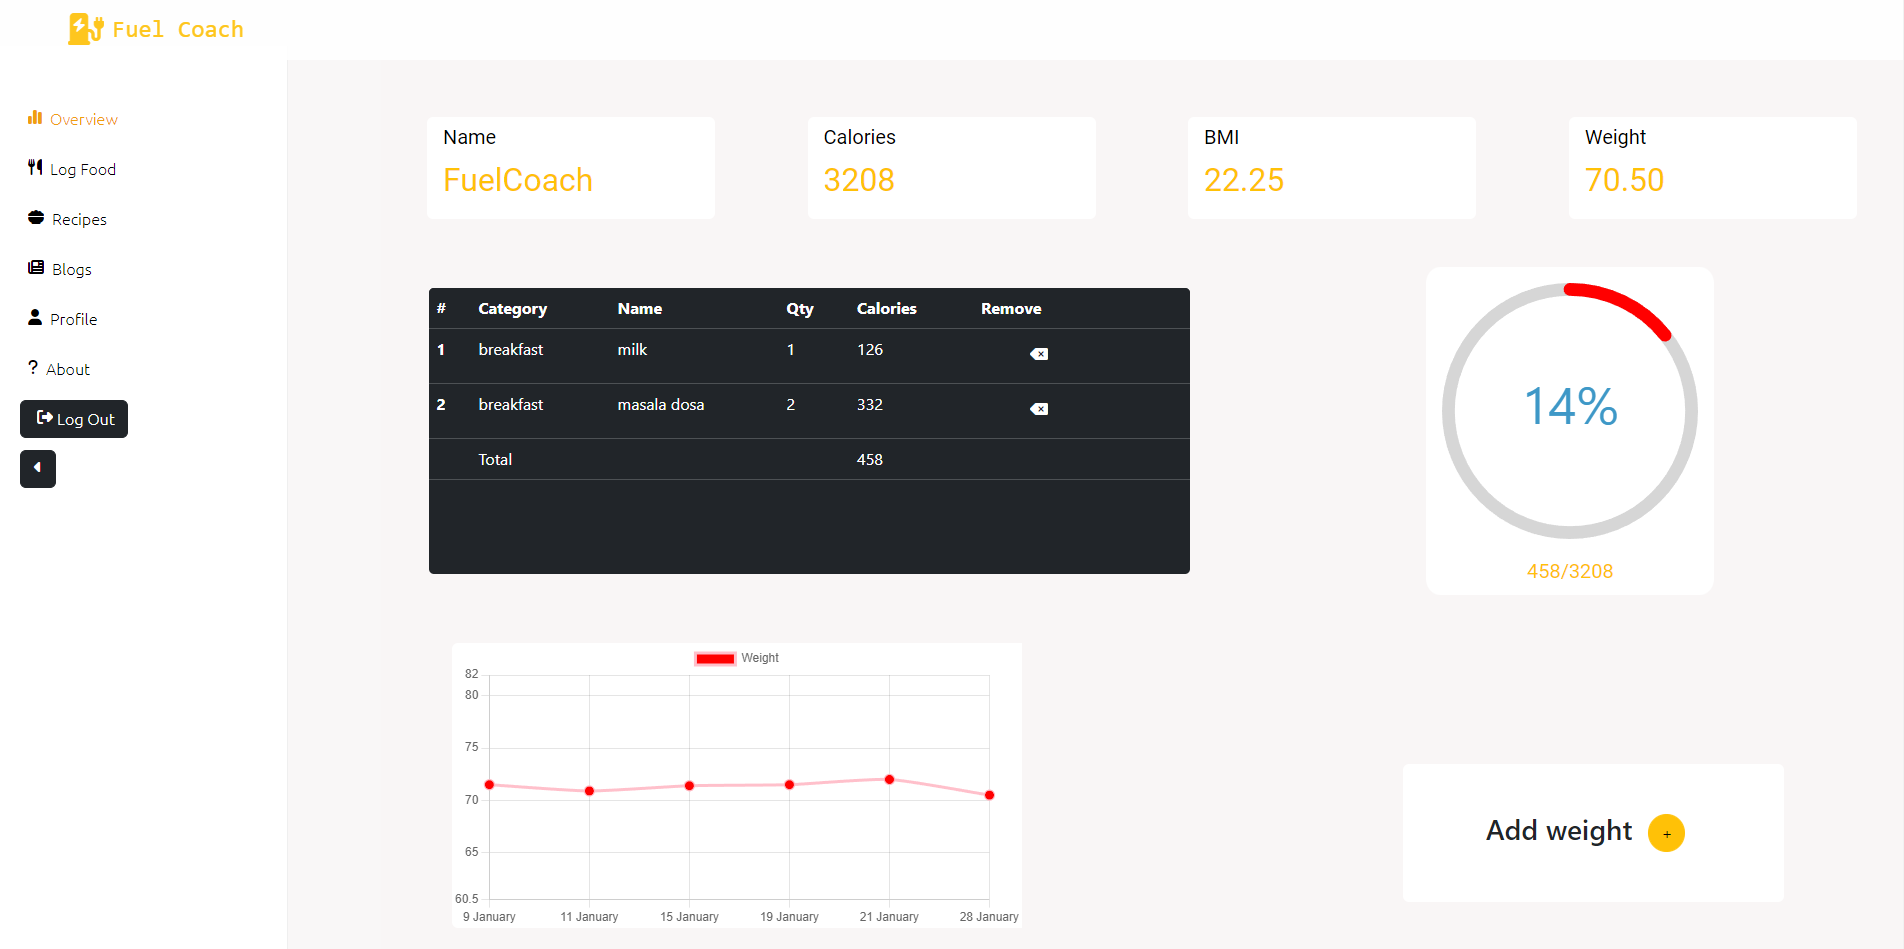 Fuel Coach
Overview
Log Food
Recipes
Blogs
Profile
? About
Log Out
Name
FuelCoach
Calories
3208
BMI
22.25
Weight
70.50
# Category Name Qty Calories Remove
1 breakfast milk 1 126
2 breakfast masala dosa 2 332
Total 458
14%
458/3208
Weight
82
80
75
70
65
60.5
9 January 11 January 15 January 19 January 21 January 28 January
Add weight +